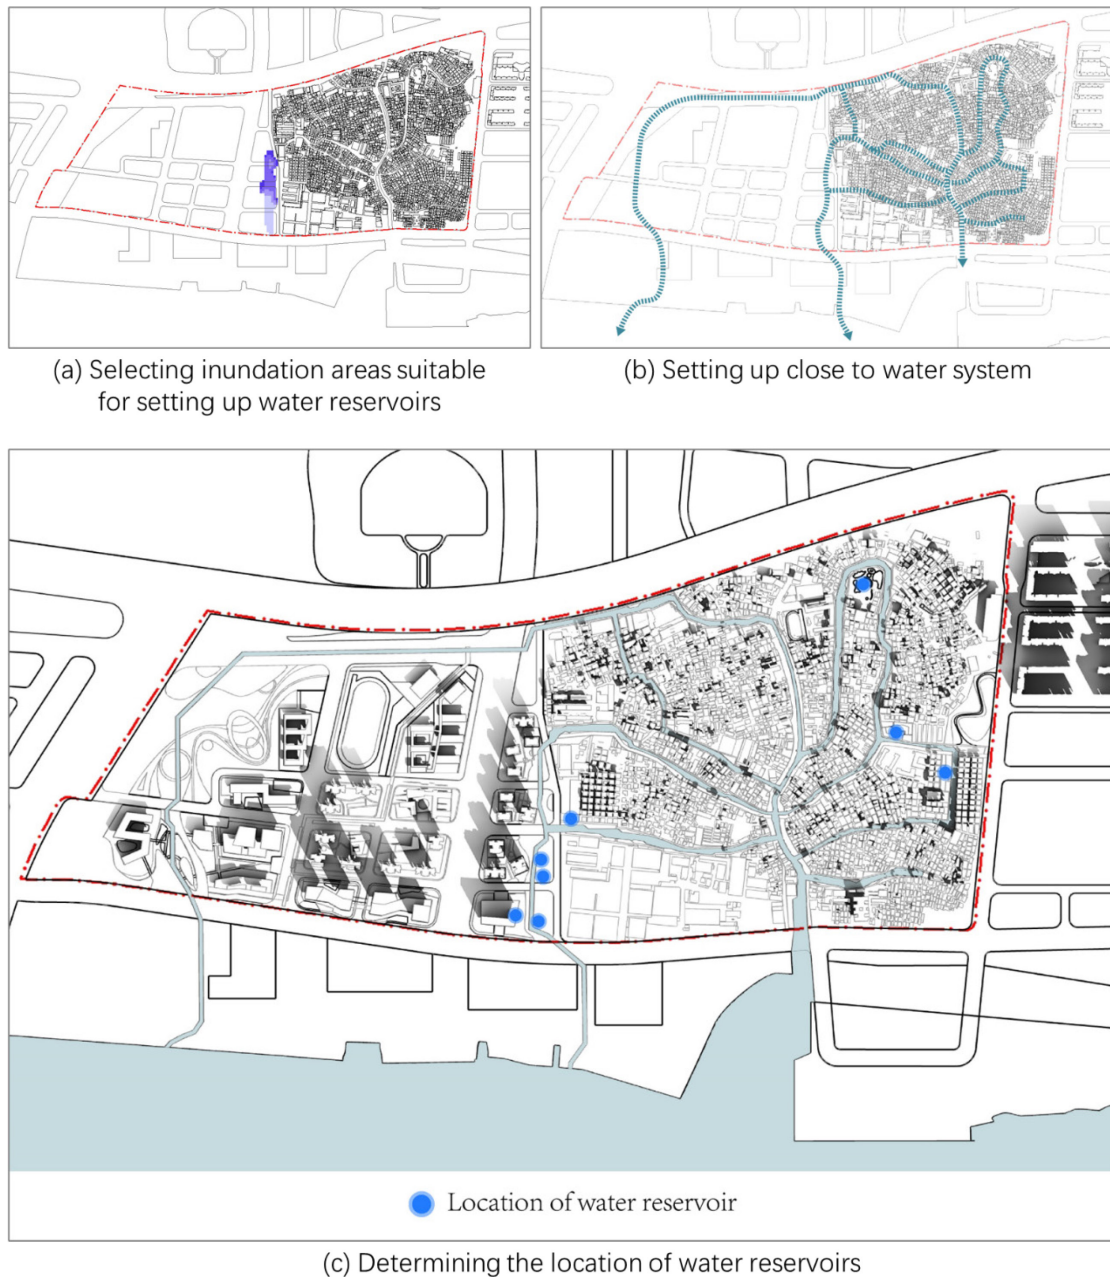 (a) Selecting inundation areas suitable
for setting up water reservoirs
(b) Setting up close to water system
Location of water reservoir
(c) Determining the location of water reservoirs